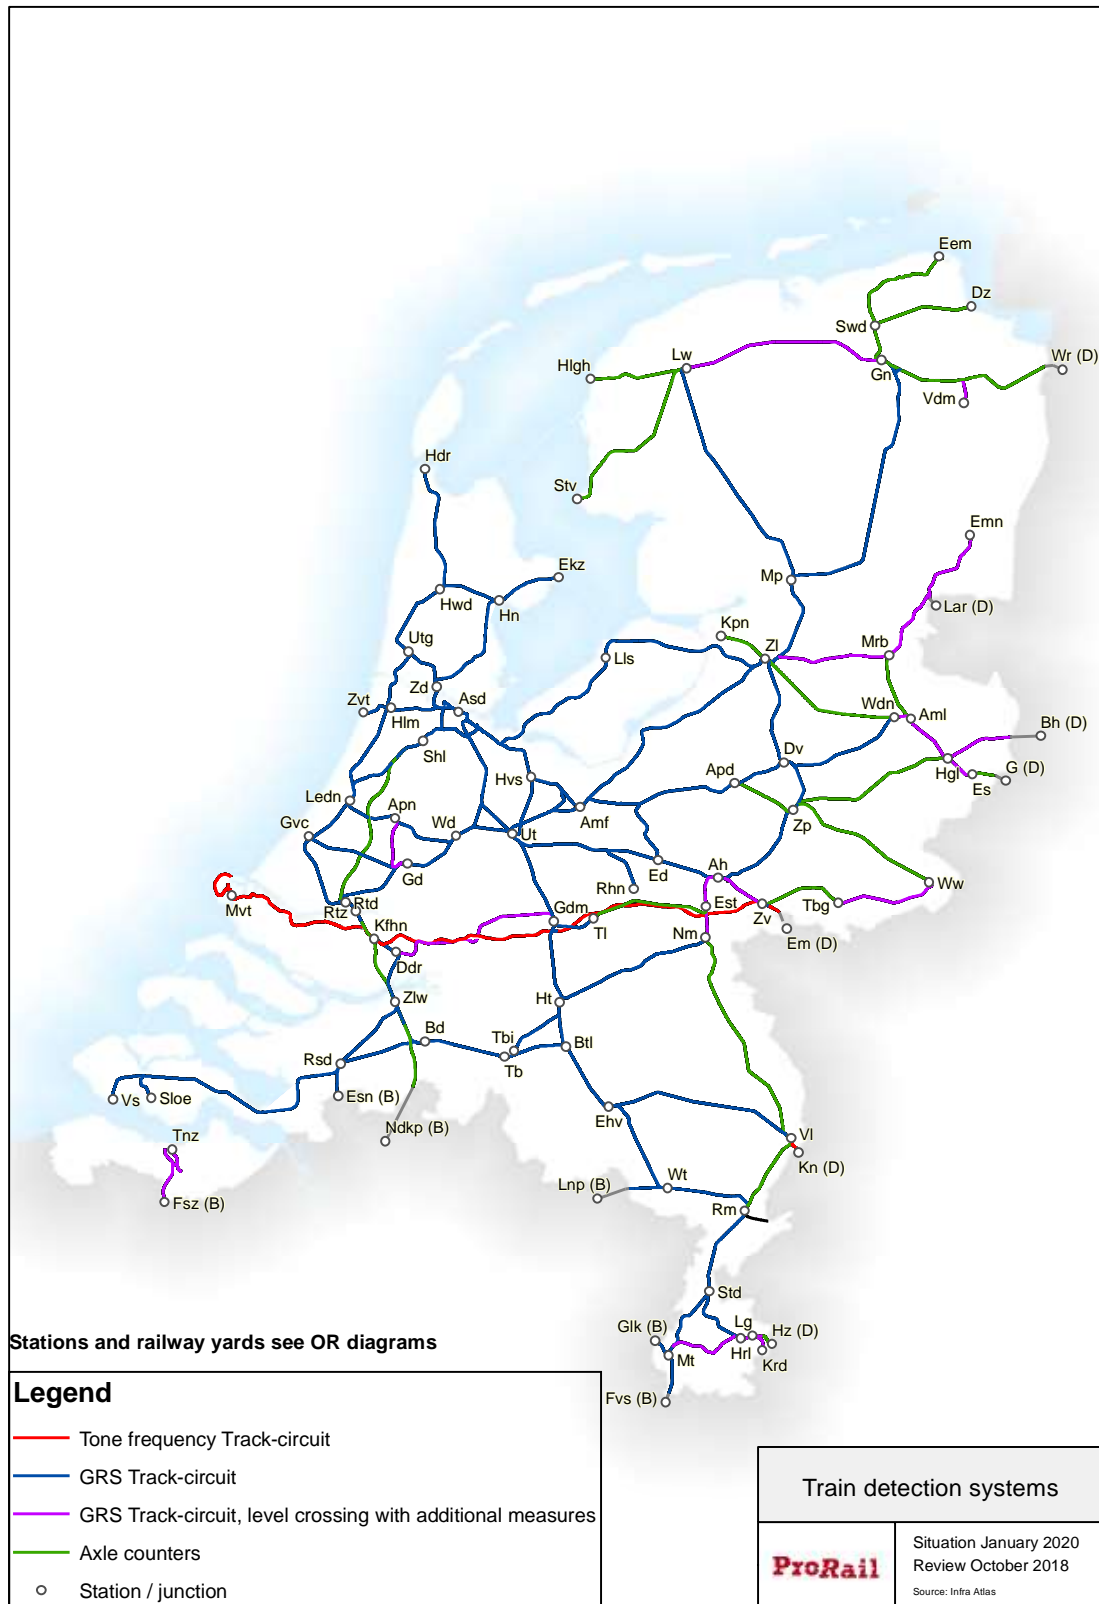 Eem
Dz
Swd
Wr (D)
Lw
Hlgh
Gn
Vdm
Hdr
Stv
Emn
Ekz
Mp
Hwd
Lar (D)
Hn
Kpn
Utg
Zl
Mrb
Lls
Zd
Zvt
Asd
Hlm
Wdn
Aml
Bh (D)
Shl
Dv
Hgl
Hvs
Apd
Es
G (D)
Ledn
Apn
Amf
Zp
Gvc
Wd
Ut
Gd
Ed
Ah
Ww
Rhn
Mvt
Rtd
Rtz
Gdm
Est
Tbg
Zv
Kfhn
Tl
Nm
Em (D)
Ddr
Zlw
Ht
Bd
Tbi
Btl
Rsd
Tb
Vs
Sloe
Esn (B)
Ehv
Ndkp (B)
Vl
Tnz
Kn (D)
Lnp (B)
Wt
Fsz (B)
Rm
Std
Glk (B)
Lg
Hz (D)
Stations and railway yards see OR diagrams
Mt
Hrl
Krd
Fvs (B)
Legend
Tone frequency Track-circuit
GRS Track-circuit
GRS Track-circuit, level crossing with additional measures
Axle counters
Station / junction
Train detection systems
ProRail
Situation January 2020
Review October 2018
Source: Infra Atlas